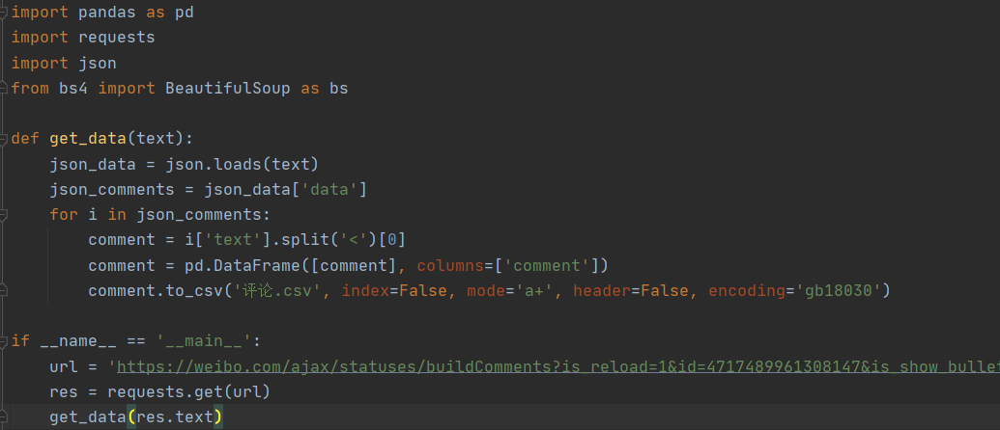 import pandas as pd
import requests
import json
from bs4 import BeautifulSoup as bs
def get_data(text):
json_data = json.loads(text)
json_comments = json_data['data']
for i in json_comments:
comment = i['text'].split('<')[0]
comment = pd.DataFrame([comment], columns=['comment'])
comment.to_csv('评论.csv', index=False, mode='a+', header=False, encoding='gb18030')
if __name__ == '__main__':
url = 'https://weibo.com/ajax/statuses/buildComments?is_reload=1&id=4717489961308147&is_show_bullet
res = requests.get(url)
get_data(res.text)